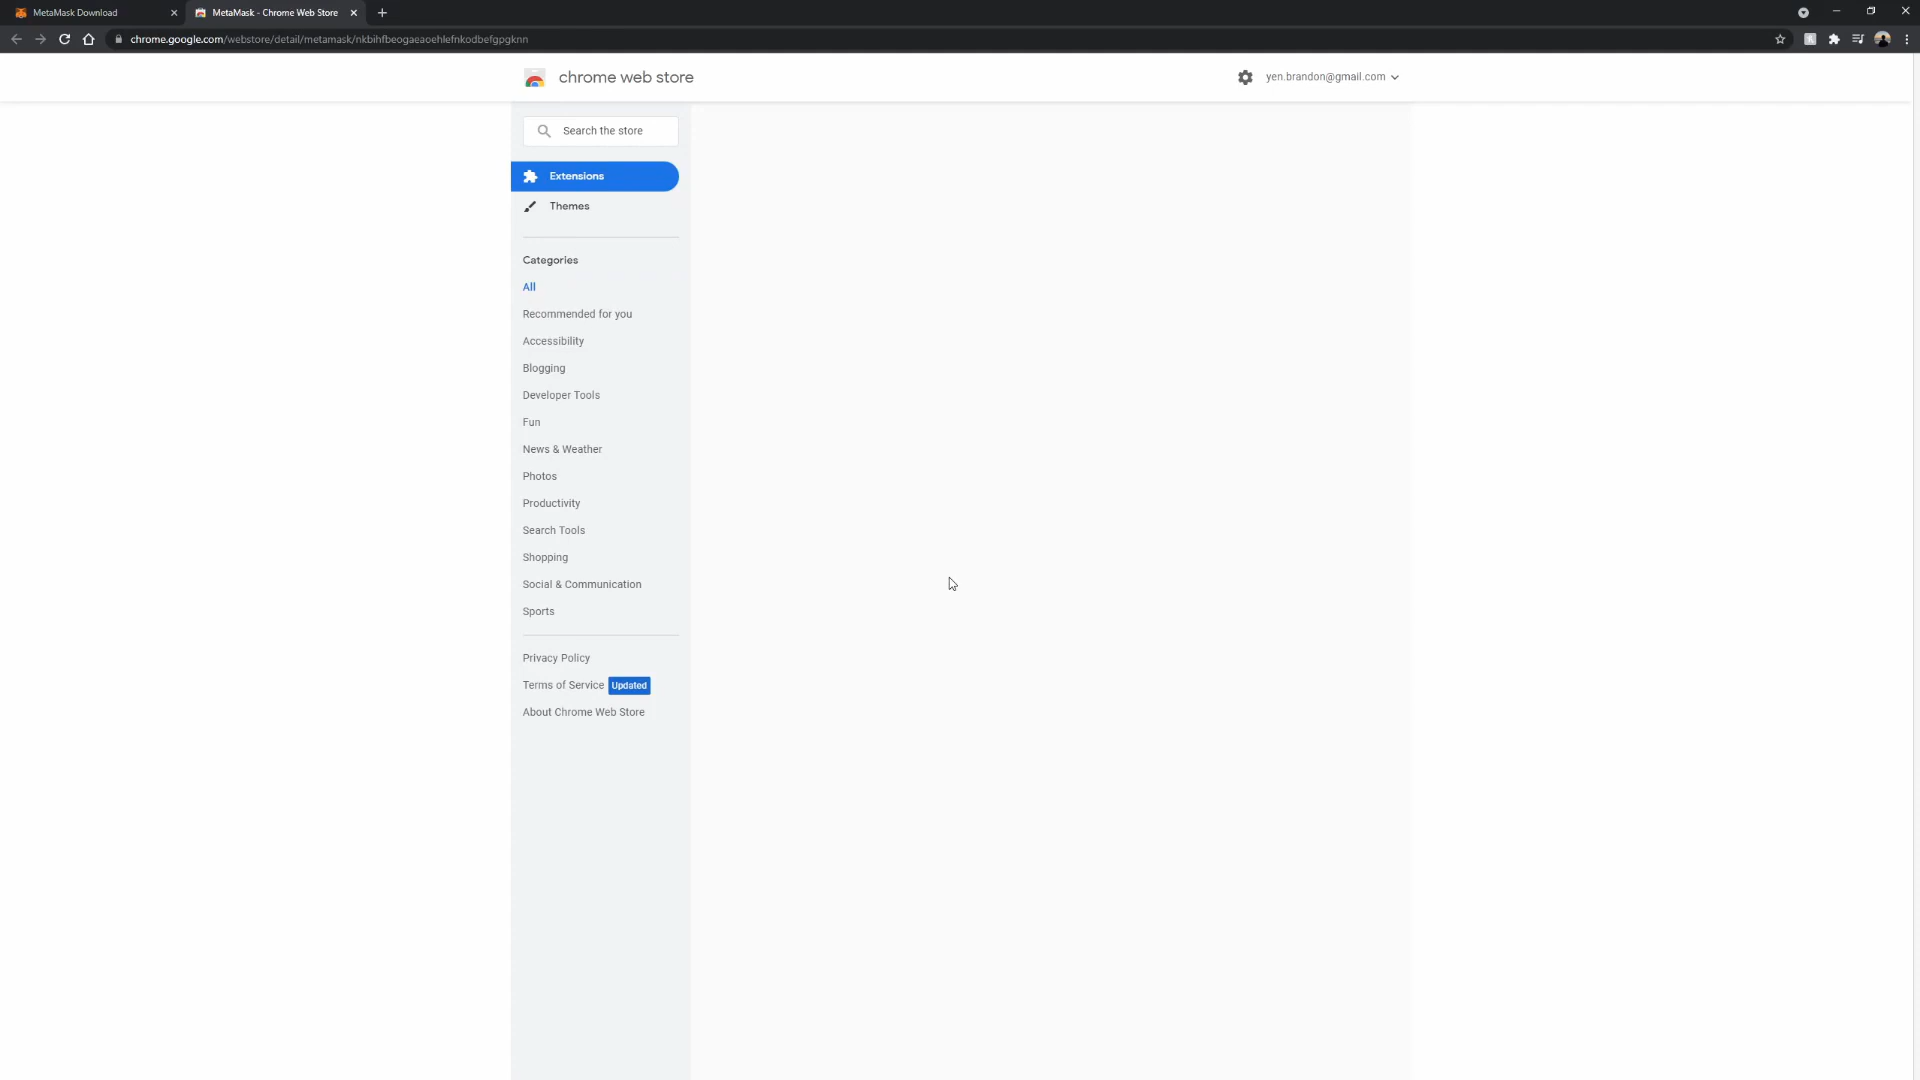 MetaMask Download
MetaMask - Chrome Web Store
chrome.google.com/webstore/detail/metamask/nkbihfbeogaeaoehlefnkodbefgpgknn
chrome web store
yen.brandon@gmail.com
Search the store
Extensions
Themes
Categories
All
Recommended for you
Accessibility
Blogging
Developer Tools
Fun
News & Weather
Photos
Productivity
Search Tools
Shopping
Social & Communication
Sports
Privacy Policy
Terms of Service Updated
About Chrome Web Store